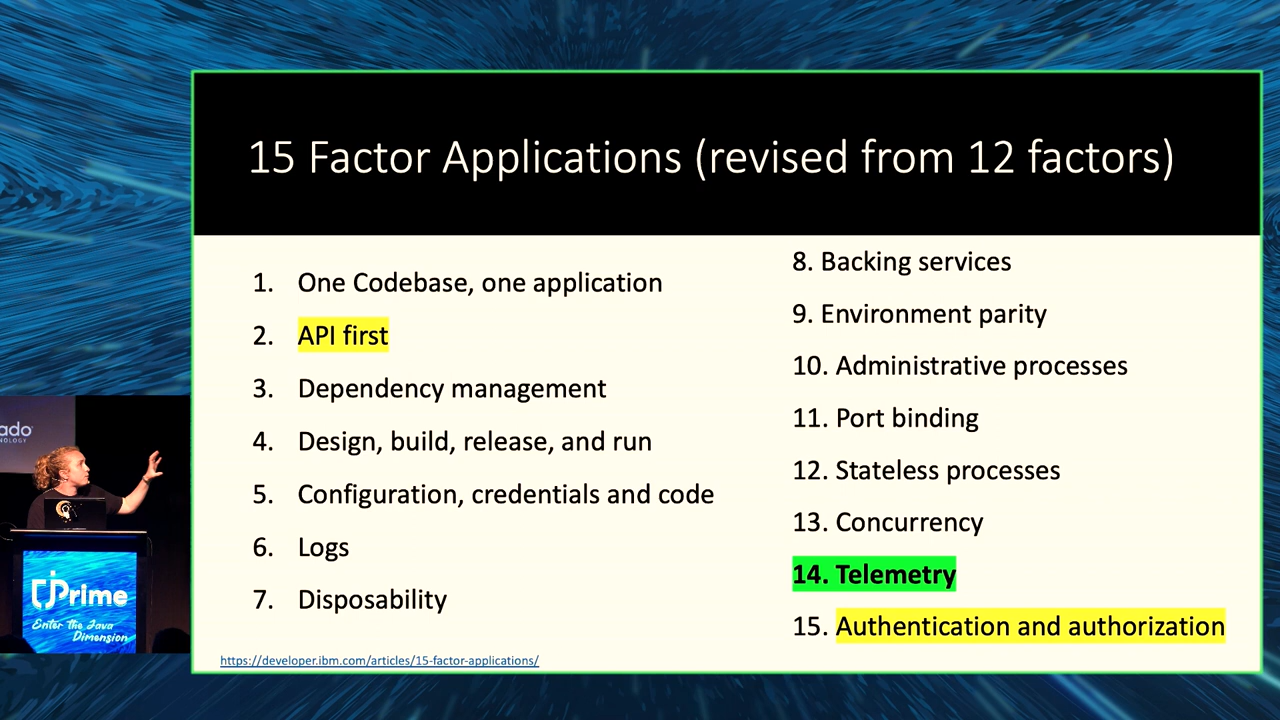 15 Factor Applications (revised from 12 factors)
1. One Codebase, one application
2. API first
3. Dependency management
4. Design, build, release, and run
5. Configuration, credentials and code
6. Logs
7. Disposability
8. Backing services
9. Environment parity
10. Administrative processes
11. Port binding
12. Stateless processes
13. Concurrency
14. Telemetry
15. Authentication and authorization
https://developer.ibm.com/articles/15-factor-applications/
jPrime
Enter the Java
Dimension